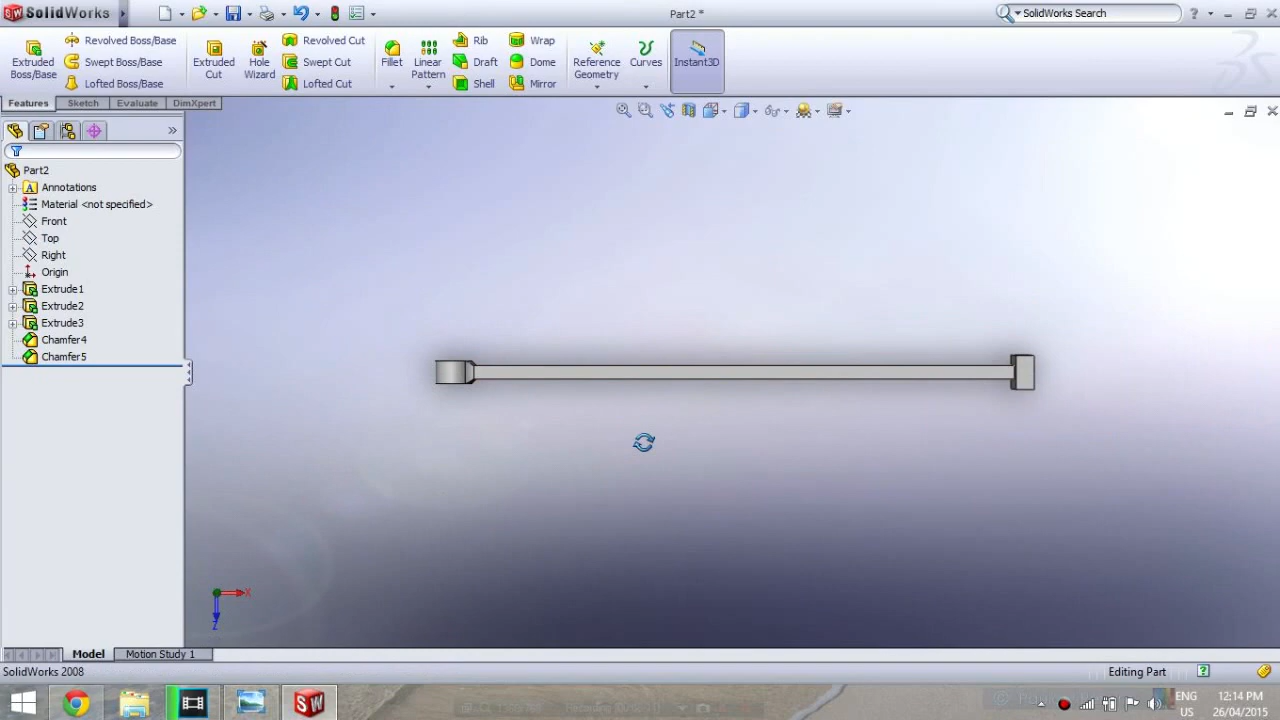 SolidWorks
Part2 *
SolidWorks Search
Extruded Boss/Base
Revolved Boss/Base
Swept Boss/Base
Lofted Boss/Base
Extruded Cut
Hole Wizard
Revolved Cut
Swept Cut
Lofted Cut
Fillet
Linear Pattern
Rib
Draft
Shell
Wrap
Dome
Mirror
Reference Geometry
Curves
Instant3D
Features
Sketch
Evaluate
DimXpert
Part2
Annotations
Material <not specified>
Front
Top
Right
Origin
Extrude1
Extrude2
Extrude3
Chamfer4
Chamfer5
X
Z
Model
Motion Study 1
SolidWorks 2008
Editing Part
ENG
US
12:14 PM
26/04/2015